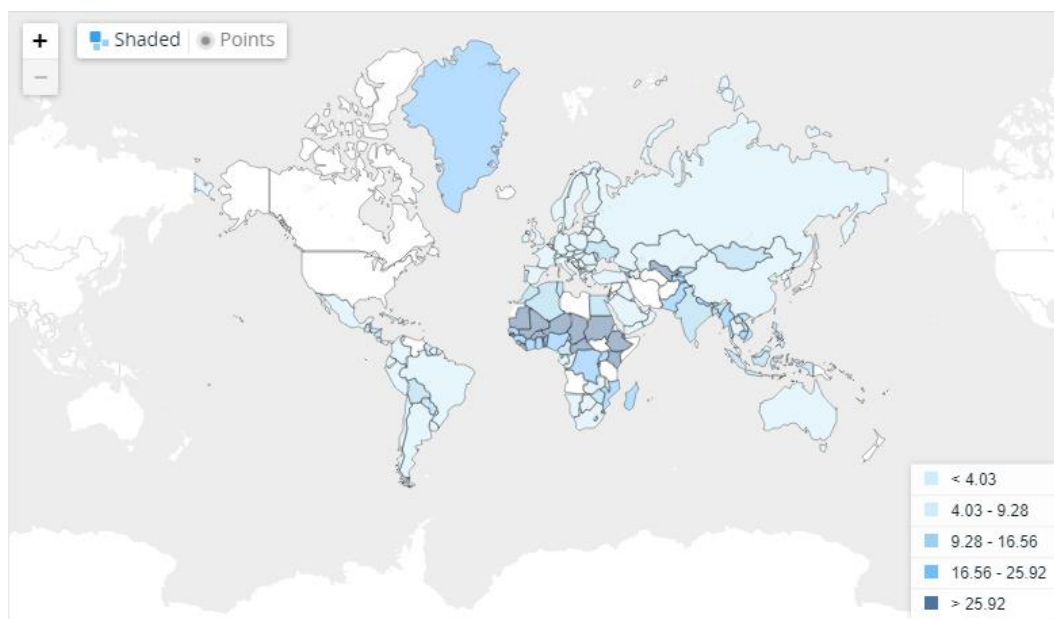 +
Shaded
Points
−
< 4.03
4.03 - 9.28
9.28 - 16.56
16.56 - 25.92
> 25.92